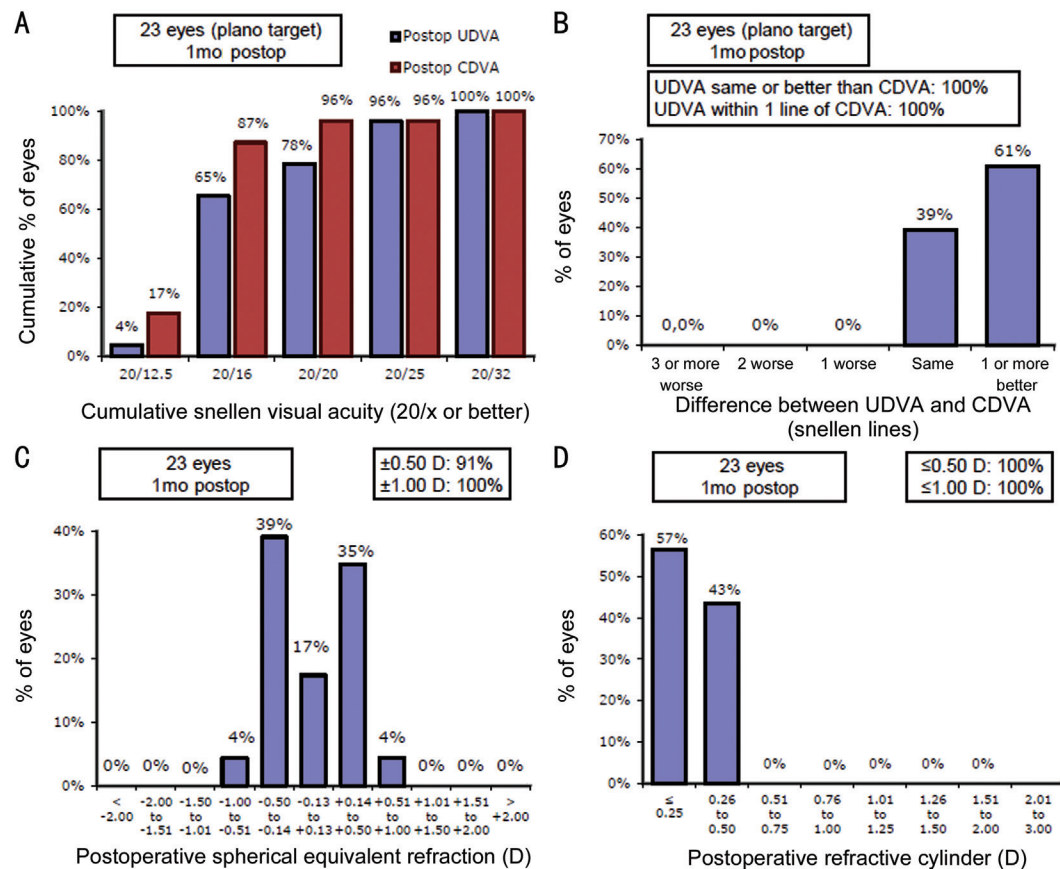 A
23 eyes (plano target)
1mo postop
Postop UDVA
Postop CDVA
Cumulative % of eyes
100%
80%
60%
40%
20%
0%
4%
17%
65%
87%
78%
96%
96%
96%
100%
100%
20/12.5
20/16
20/20
20/25
20/32
Cumulative snellen visual acuity (20/x or better)
B
23 eyes (plano target)
1mo postop
UDVA same or better than CDVA: 100%
UDVA within 1 line of CDVA: 100%
% of eyes
70%
60%
50%
40%
30%
20%
10%
0%
0,0%
0%
0%
39%
61%
3 or more
worse
2 worse
1 worse
Same
1 or more
better
Difference between UDVA and CDVA
(snellen lines)
C
23 eyes
1mo postop
±0.50 D: 91%
±1.00 D: 100%
% of eyes
40%
30%
20%
10%
0%
0%
0%
0%
4%
39%
17%
35%
4%
0%
0%
0%
<
-2.00
-2.00
to
-1.51
-1.50
to
-1.01
-1.00
to
-0.51
-0.50
to
-0.14
-0.13
to
+0.13
+0.14
to
+0.50
+0.51
to
+1.00
+1.01
to
+1.50
+1.51
to
+2.00
>
+2.00
Postoperative spherical equivalent refraction (D)
D
23 eyes
1mo postop
≤0.50 D: 100%
≤1.00 D: 100%
% of eyes
60%
50%
40%
30%
20%
10%
0%
57%
43%
0%
0%
0%
0%
0%
≤
0.25
0.26
to
0.50
0.51
to
0.75
0.76
to
1.00
1.01
to
1.25
1.26
to
1.50
1.51
to
2.00
2.01
to
3.00
Postoperative refractive cylinder (D)